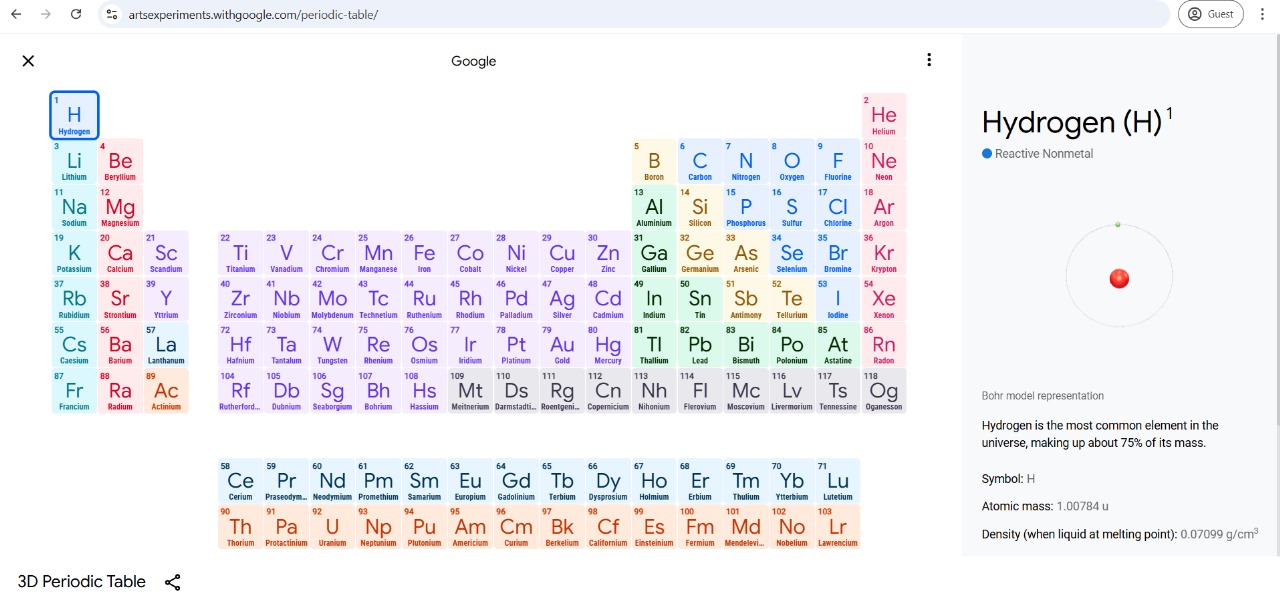 artsexperiments.withgoogle.com/periodic-table/
Guest
Google
1
H
Hydrogen
2
He
Helium
3 4 5 6 7 8 9 10
Li Be B C N O F Ne
Lithium Beryllium Boron Carbon Nitrogen Oxygen Fluorine Neon
11 12 13 14 15 16 17 18
Na Mg Al Si P S Cl Ar
Sodium Magnesium Aluminium Silicon Phosphorus Sulfur Chlorine Argon
19 20 21 22 23 24 25 26 27 28 29 30 31 32 33 34 35 36
K Ca Sc Ti V Cr Mn Fe Co Ni Cu Zn Ga Ge As Se Br Kr
Potassium Calcium Scandium Titanium Vanadium Chromium Manganese Iron Cobalt Nickel Copper Zinc Gallium Germanium Arsenic Selenium Bromine Krypton
37 38 39 40 41 42 43 44 45 46 47 48 49 50 51 52 53 54
Rb Sr Y Zr Nb Mo Tc Ru Rh Pd Ag Cd In Sn Sb Te I Xe
Rubidium Strontium Yttrium Zirconium Niobium Molybdenum Technetium Ruthenium Rhodium Palladium Silver Cadmium Indium Tin Antimony Tellurium Iodine Xenon
55 56 57 72 73 74 75 76 77 78 79 80 81 82 83 84 85 86
Cs Ba La Hf Ta W Re Os Ir Pt Au Hg Tl Pb Bi Po At Rn
Caesium Barium Lanthanum Hafnium Tantalum Tungsten Rhenium Osmium Iridium Platinum Gold Mercury Thallium Lead Bismuth Polonium Astatine Radon
87 88 89 104 105 106 107 108 109 110 111 112 113 114 115 116 117 118
Fr Ra Ac Rf Db Sg Bh Hs Mt Ds Rg Cn Nh Fl Mc Lv Ts Og
Francium Radium Actinium Rutherford... Dubnium Seaborgium Bohrium Hassium Meitnerium Darmstadti... Roentgeni... Copernicium Nihonium Flerovium Moscovium Livermorium Tennessine Oganesson
58 59 60 61 62 63 64 65 66 67 68 69 70 71
Ce Pr Nd Pm Sm Eu Gd Tb Dy Ho Er Tm Yb Lu
Cerium Praseodym... Neodymium Promethium Samarium Europium Gadolinium Terbium Dysprosium Holmium Erbium Thulium Ytterbium Lutetium
90 91 92 93 94 95 96 97 98 99 100 101 102 103
Th Pa U Np Pu Am Cm Bk Cf Es Fm Md No Lr
Thorium Protactinium Uranium Neptunium Plutonium Americium Curium Berkelium Californium Einsteinium Fermium Mendelevi... Nobelium Lawrencium
3D Periodic Table
Hydrogen (H) 1
Reactive Nonmetal
Bohr model representation
Hydrogen is the most common element in the
universe, making up about 75% of its mass.
Symbol: H
Atomic mass: 1.00784 u
Density (when liquid at melting point): 0.07099 g/cm³